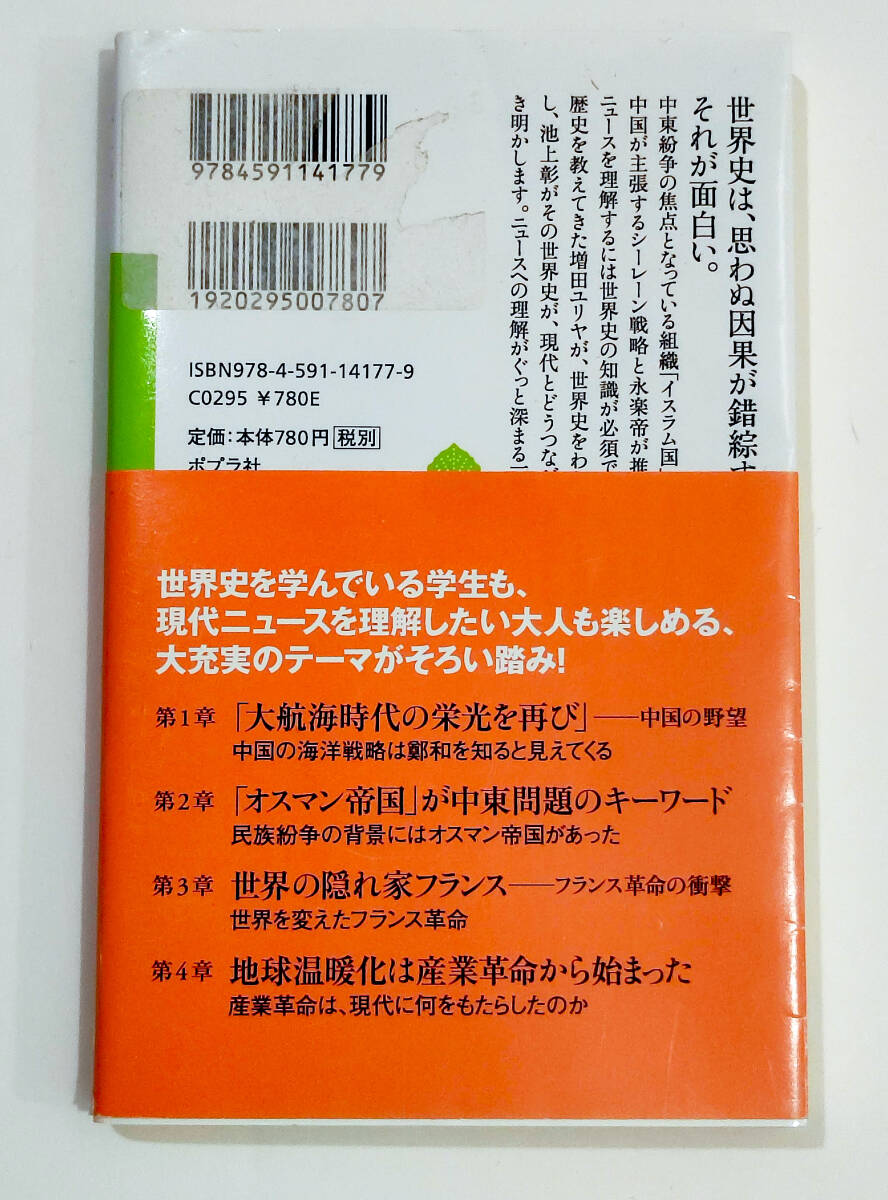 世界史は、思わぬ因果が錯綜す
それが面白い。
中東紛争の焦点となっている組織「イスラム国」
中国が主張するシーレーン戦略と永楽帝が推
ニュースを理解するには世界史の知識が必須で
歴史を教えてきた増田ユリヤが、世界史をわ
し、池上彰がその世界史が、現代とどうつなが
き明かします。ニュースへの理解がぐっと深まる一
9784591141779
1920295007807
ISBN978-4-591-14177-9
C0295 ¥780E
定価：本体780円 税別
ポプラ社
世界史を学んでいる学生も、
現代ニュースを理解したい大人も楽しめる、
大充実のテーマがそろい踏み！
第1章 「大航海時代の栄光を再び」——中国の野望
中国の海洋戦略は鄭和を知ると見えてくる
第2章 「オスマン帝国」が中東問題のキーワード
民族紛争の背景にはオスマン帝国があった
第3章 世界の隠れ家フランス——フランス革命の衝撃
世界を変えたフランス革命
第4章 地球温暖化は産業革命から始まった
産業革命は、現代に何をもたらしたのか